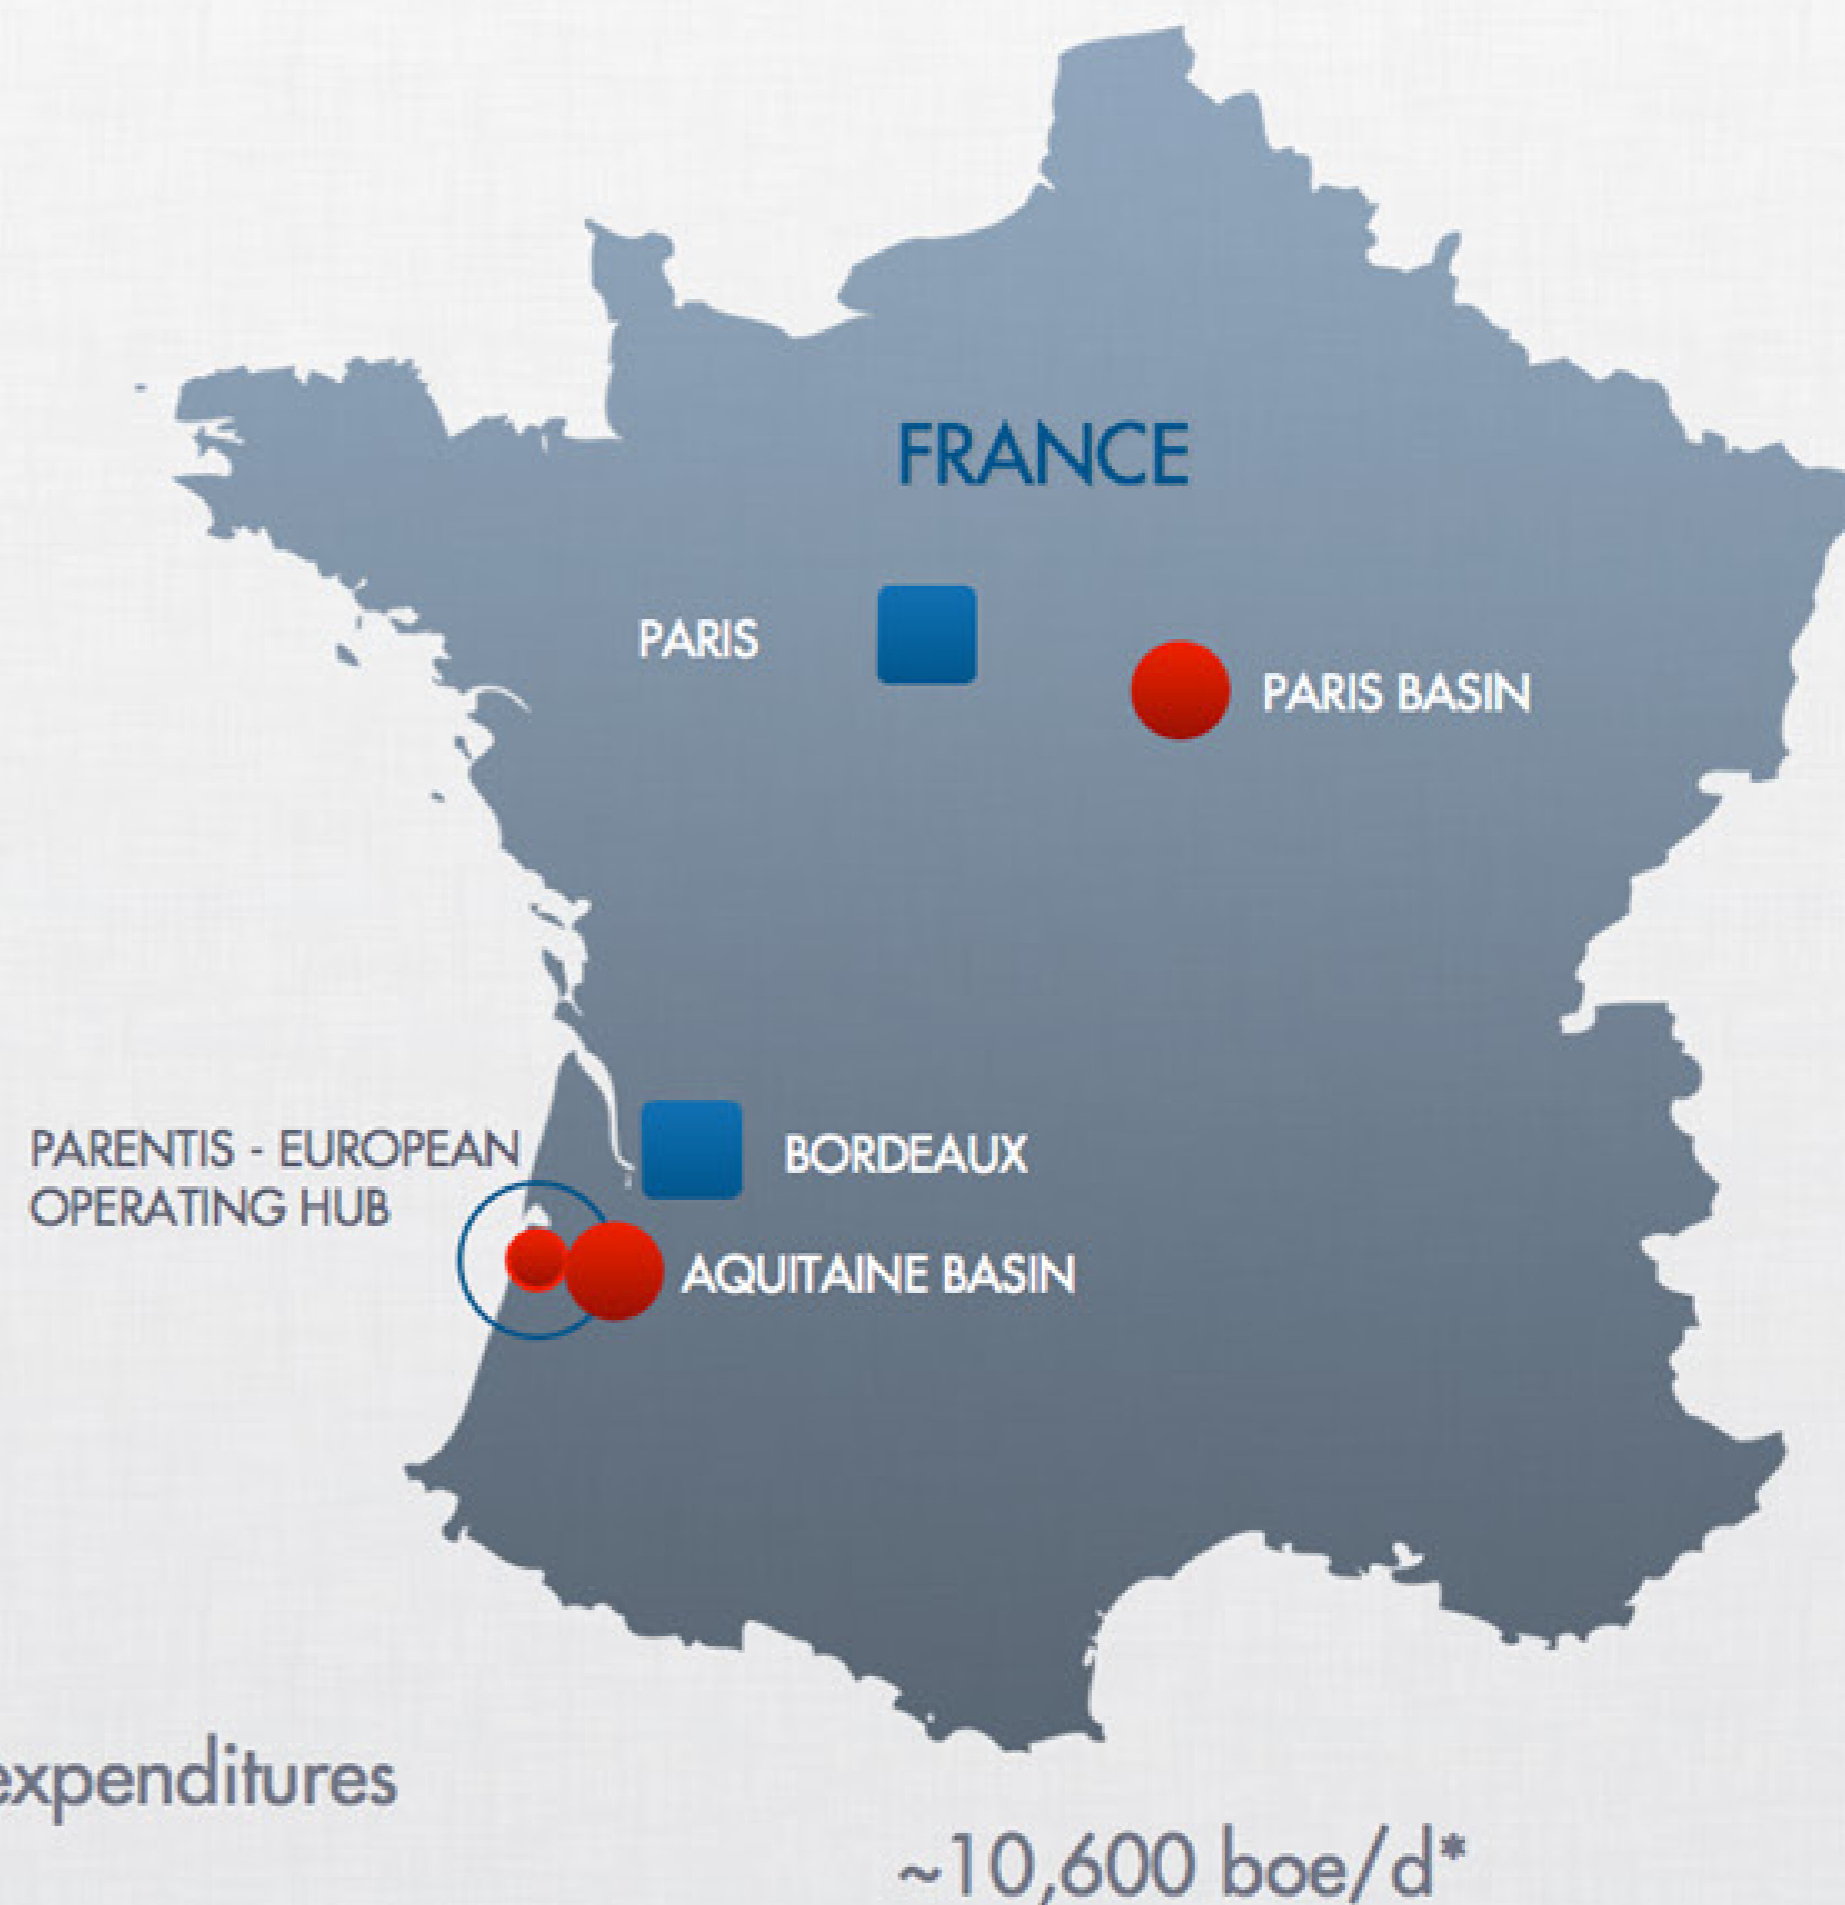 FRANCE
PARIS
PARIS BASIN
PARENTIS - EUROPEAN
OPERATING HUB
BORDEAUX
AQUITAINE BASIN
expenditures
~10,600 boe/d*